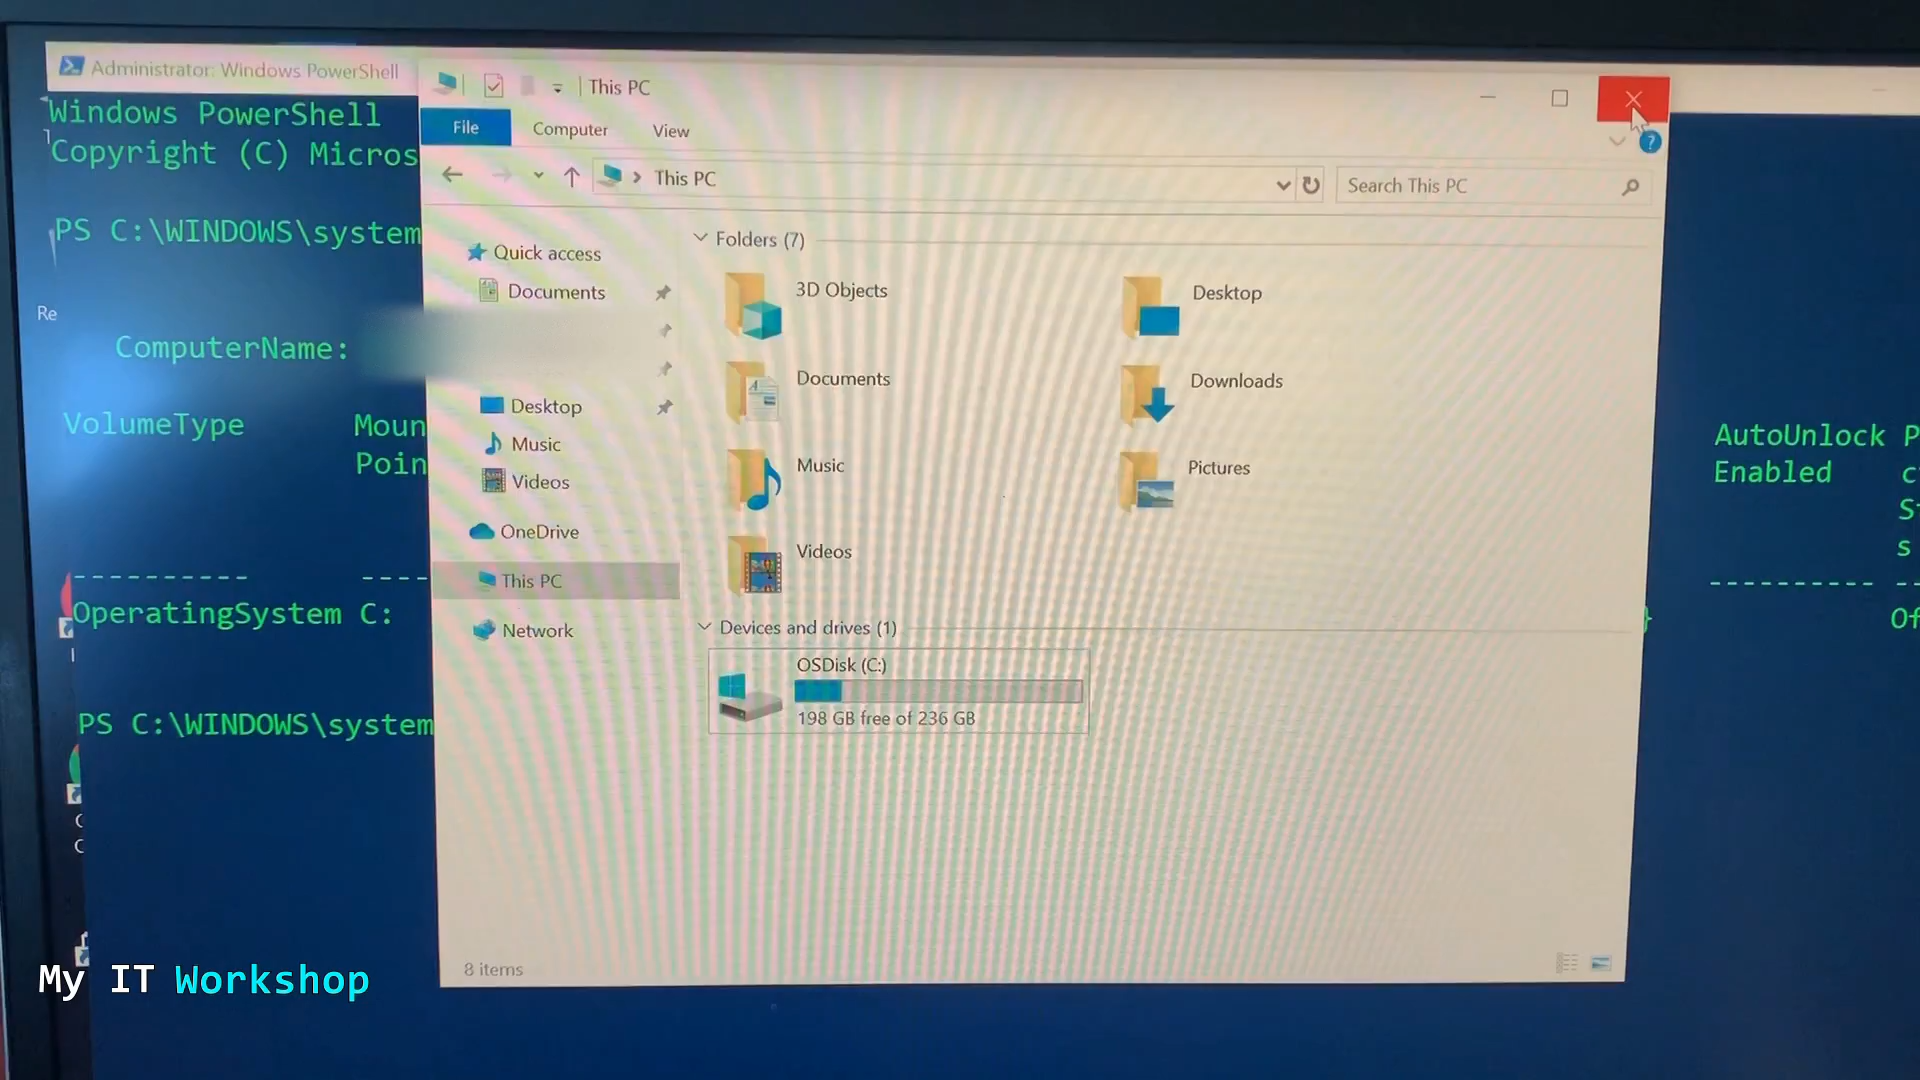 Administrator: Windows PowerShell
Windows PowerShell
Copyright (C) Micros
PS C:\WINDOWS\system
Re
ComputerName:
VolumeType Moun
Poin
---------- ----
OperatingSystem C:
PS C:\WINDOWS\system
This PC
File Computer View
This PC
Search This PC
Quick access
Documents
Desktop
Music
Videos
OneDrive
This PC
Network
Folders (7)
3D Objects
Desktop
Documents
Downloads
Music
Pictures
Videos
Devices and drives (1)
OSDisk (C:)
198 GB free of 236 GB
8 items
AutoUnlock P
Enabled
S
s
---------- --
}
Of
My IT Workshop